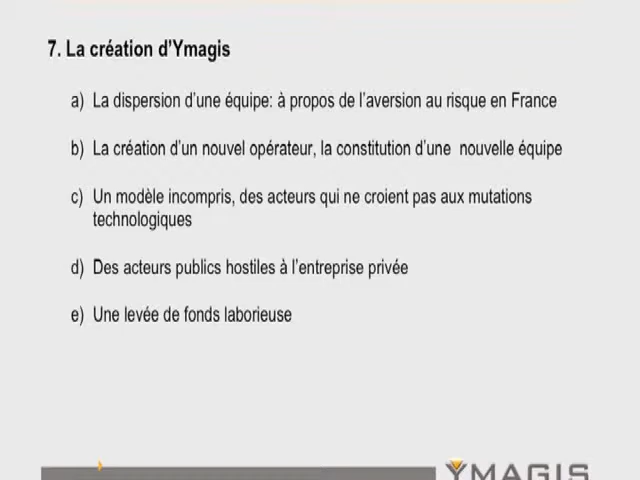 7. La création d'Ymagis
a) La dispersion d'une équipe: à propos de l'aversion au risque en France
b) La création d'un nouvel opérateur, la constitution d'une nouvelle équipe
c) Un modèle incompris, des acteurs qui ne croient pas aux mutations
technologiques
d) Des acteurs publics hostiles à l'entreprise privée
e) Une levée de fonds laborieuse
YMAGIS